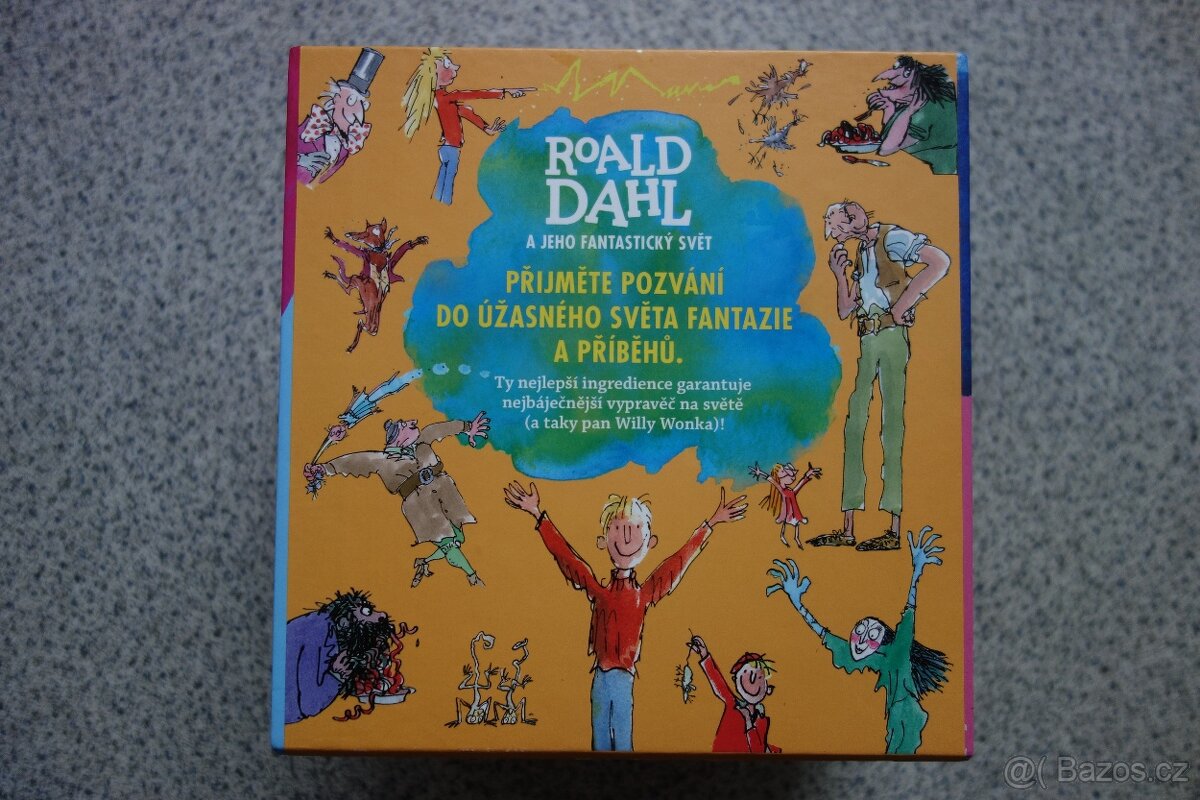 ROALD
DAHL
A JEHO FANTASTICKÝ SVĚT
PŘIJMĚTE POZVÁNÍ
DO ÚŽASNÉHO SVĚTA FANTAZIE
A PŘÍBĚHŮ.
Ty nejlepší ingredience garantuje
nejbáječnější vypravěč na světě
(a taky pan Willy Wonka)!
@( Bazos.cz